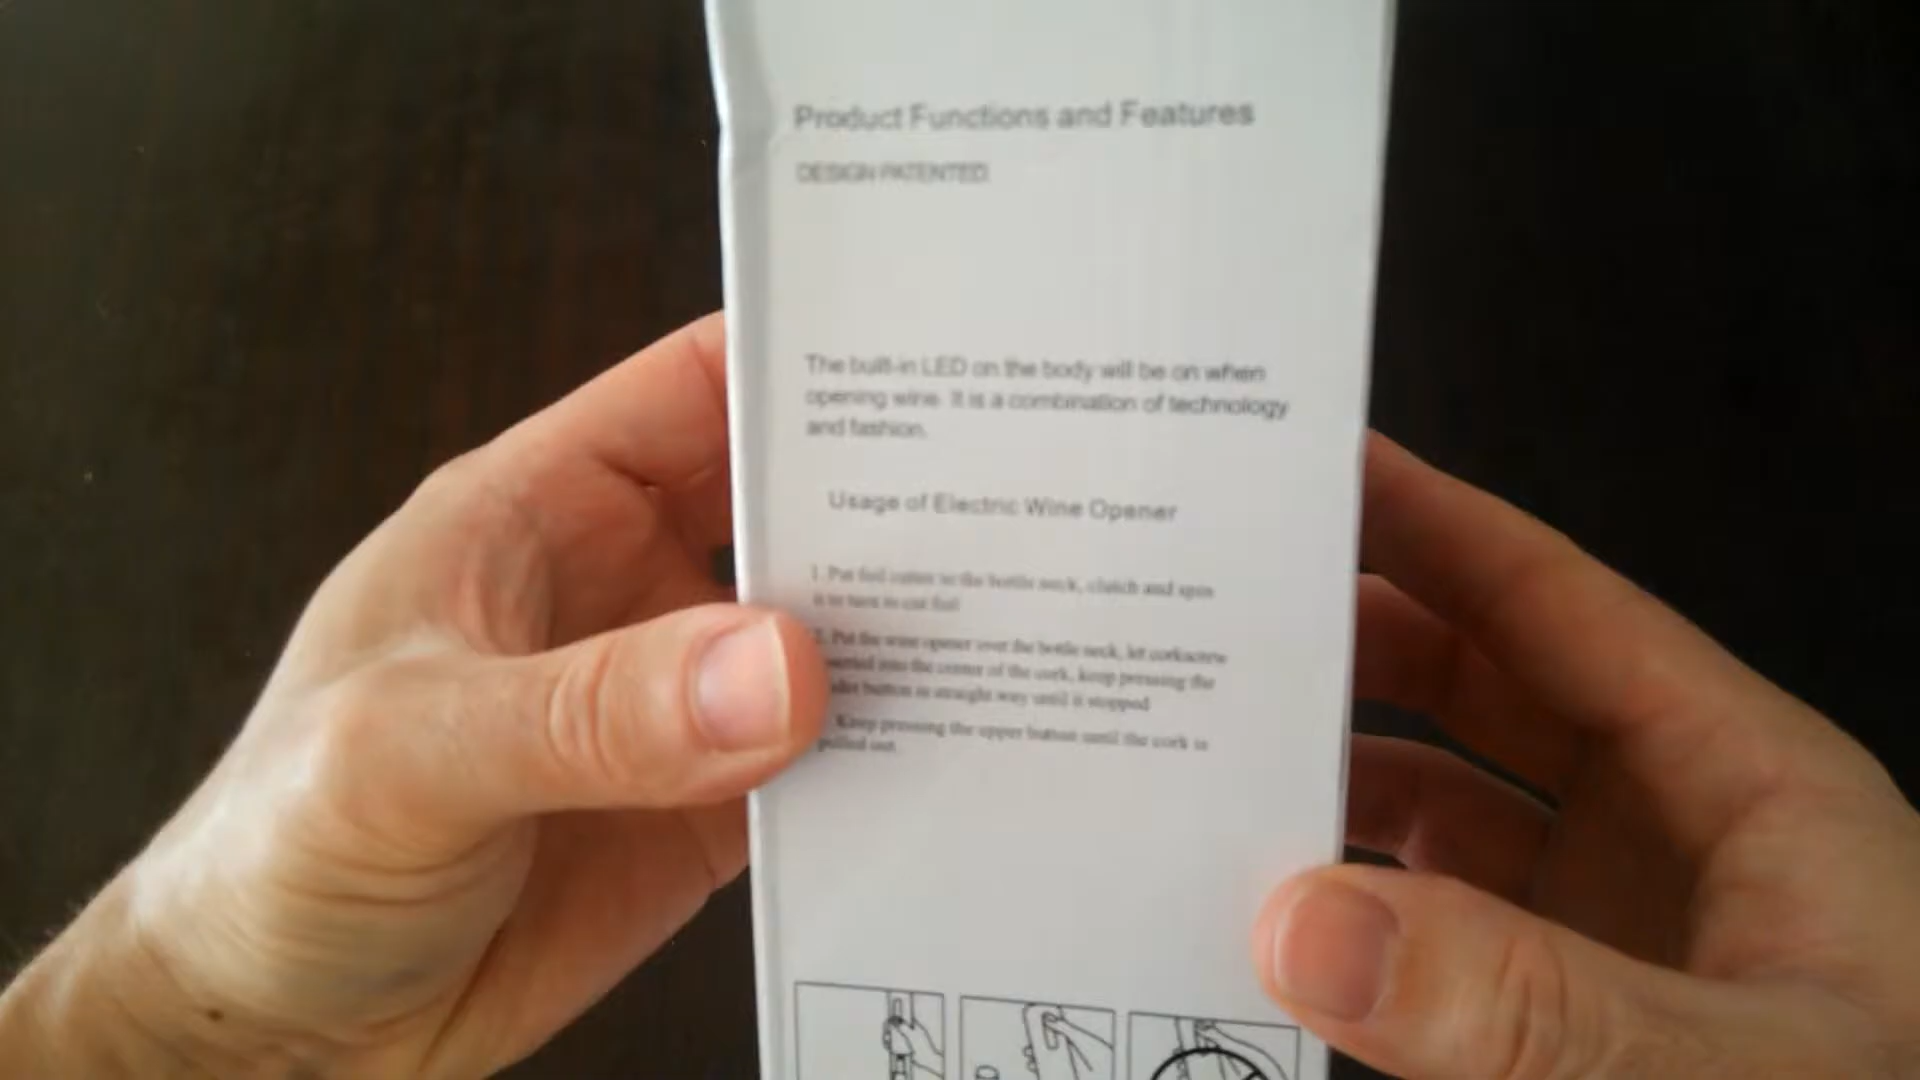 Product Functions and Features
DESIGN PATENTED
The built-in LED on the body will be on when
opening wine. It is a combination of technology
and fashion.
Usage of Electric Wine Opener
1. Put foil cutter to the bottle neck, clutch and spin
it to turn to cut foil
2. Put the wine opener over the bottle neck, let corkscrew
into the center of the cork, keep pressing the
button in straight way until it stopped
Keep pressing the upper button until the cork is
pulled out.